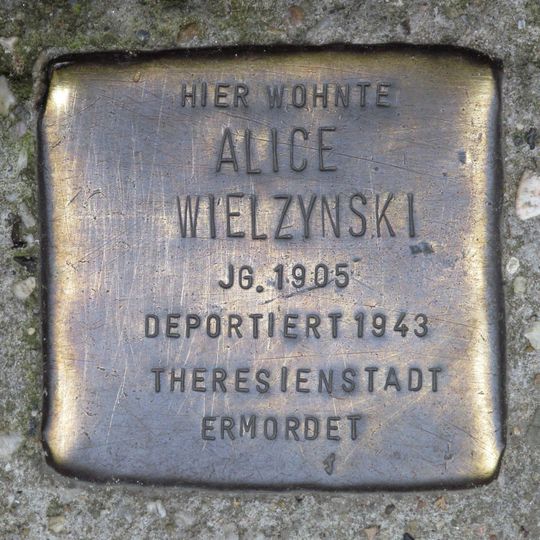 HIER WOHNTE
ALICE
WIELZYNSKI
JG. 1905
DEPORTIERT 1943
THERESIENSTADT
ERMORDET